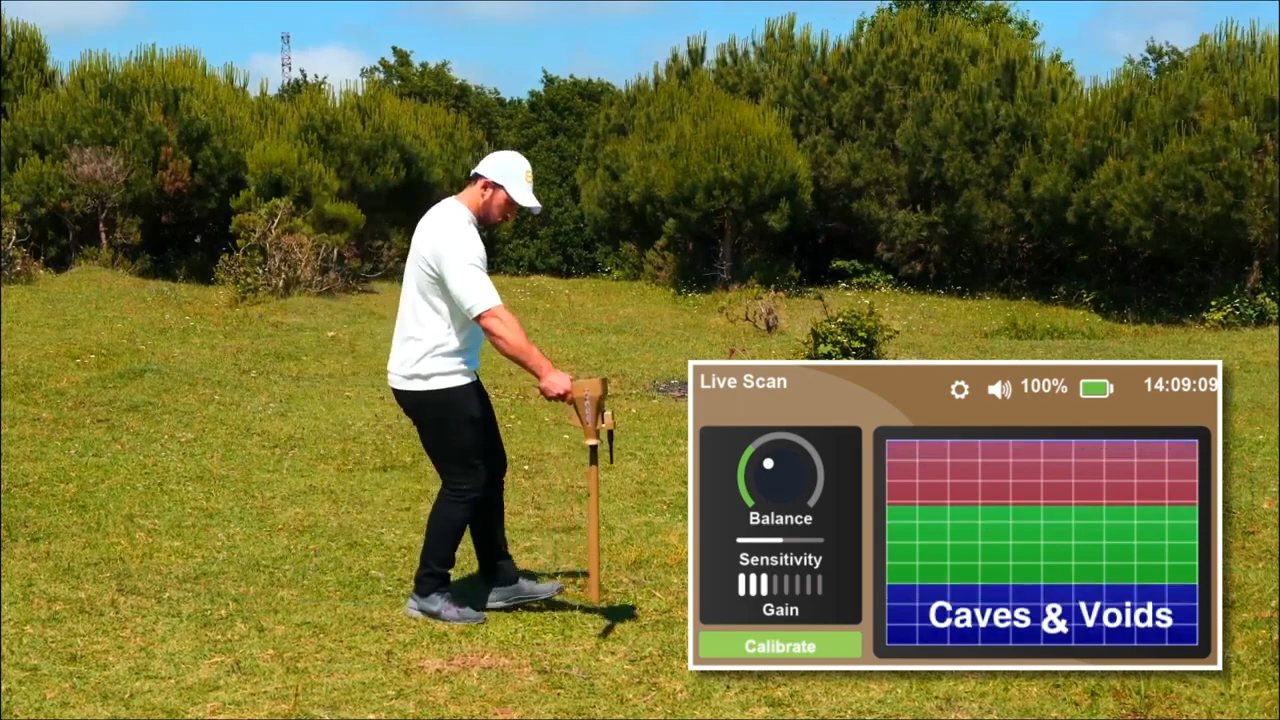 Live Scan
100%
14:09:09
Balance
Sensitivity
Gain
Calibrate
Caves & Voids